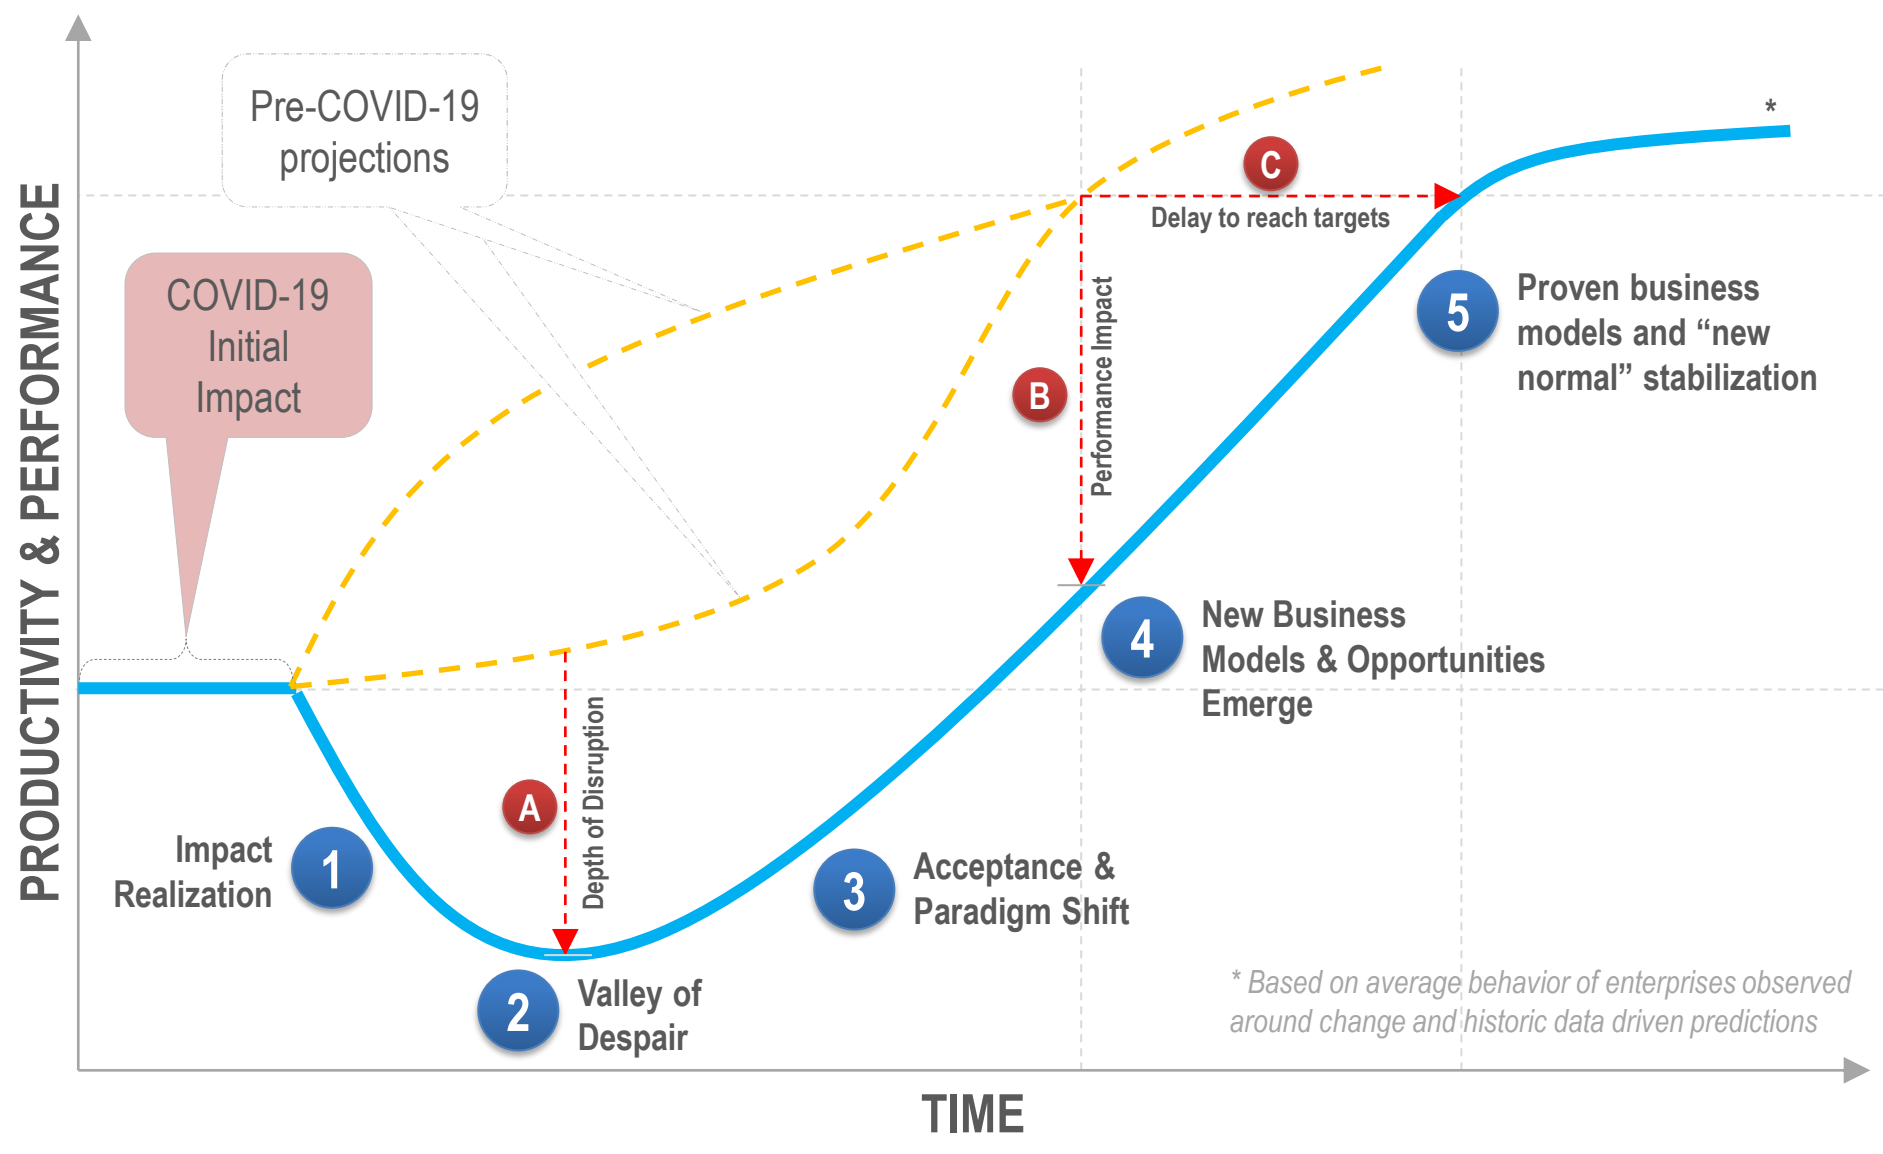 PRODUCTIVITY & PERFORMANCE
Pre-COVID-19
projections
COVID-19
Initial
Impact
*
C
Delay to reach targets
B
Performance Impact
5
Proven business
models and “new
normal” stabilization
4
New Business
Models & Opportunities
Emerge
A
Depth of Disruption
Impact
Realization
1
3
Acceptance &
Paradigm Shift
2
Valley of
Despair
* Based on average behavior of enterprises observed
around change and historic data driven predictions
TIME